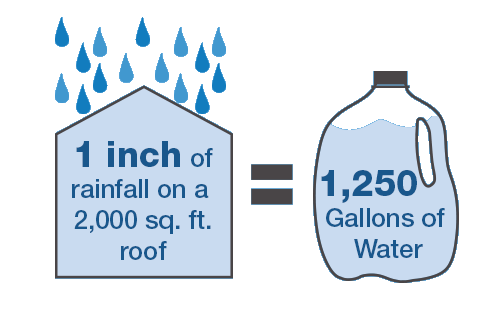 1 inch of
rainfall on a
2,000 sq. ft.
roof
=
1,250
Gallons of
Water